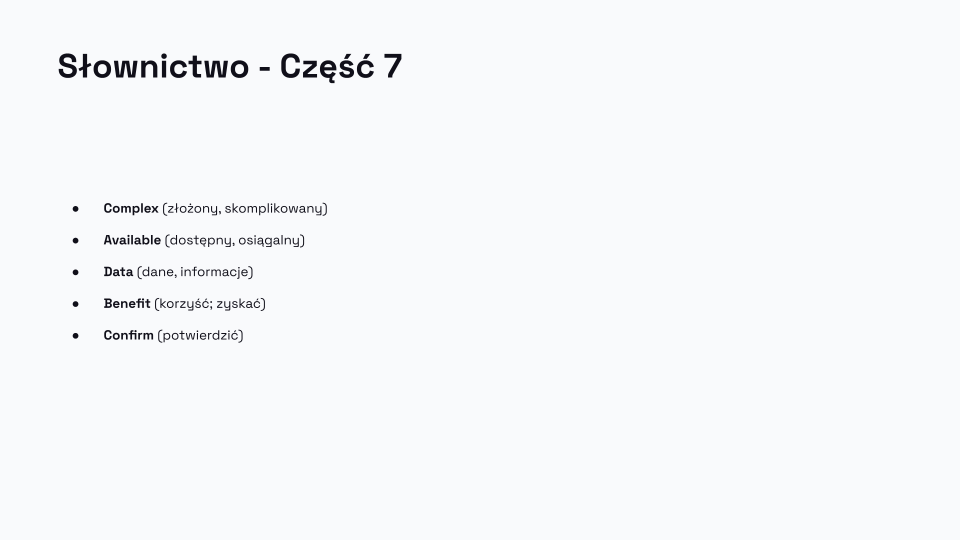 Słownictwo - Część 7
● Complex (złożony, skomplikowany)
● Available (dostępny, osiągalny)
● Data (dane, informacje)
● Benefit (korzyść; zyskać)
● Confirm (potwierdzić)